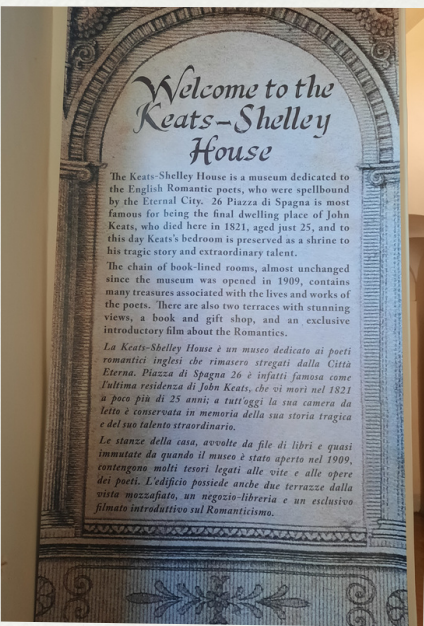 Welcome to the
Keats-Shelley
House
The Keats-Shelley House is a museum dedicated to
the English Romantic poets, who were spellbound
by the Eternal City. 26 Piazza di Spagna is most
famous for being the final dwelling place of John
Keats, who died here in 1821, aged just 25, and to
this day Keats's bedroom is preserved as a shrine to
his tragic story and extraordinary talent.
The chain of book-lined rooms, almost unchanged
since the museum was opened in 1909, contains
many treasures associated with the lives and works of
the poets. There are also two terraces with stunning
views, a book and gift shop, and an exclusive
introductory film about the Romantics.
La Keats-Shelley House è un museo dedicato ai poeti
romantici inglesi che rimasero stregati dalla Città
Eterna. Piazza di Spagna 26 è infatti famosa come
l'ultima residenza di John Keats, che vi morì nel 1821
a poco più di 25 anni; a tutt'oggi la sua camera da
letto è conservata in memoria della sua storia tragica
e del suo talento straordinario.
Le stanze della casa, avvolte da file di libri e quasi
immutate da quando il museo è stato aperto nel 1909,
contengono molti tesori legati alle vite e alle opere
dei poeti. L'edificio possiede anche due terrazze dalla
vista mozzafiato, un negozio-libreria e un esclusivo
filmato introduttivo sul Romanticismo.